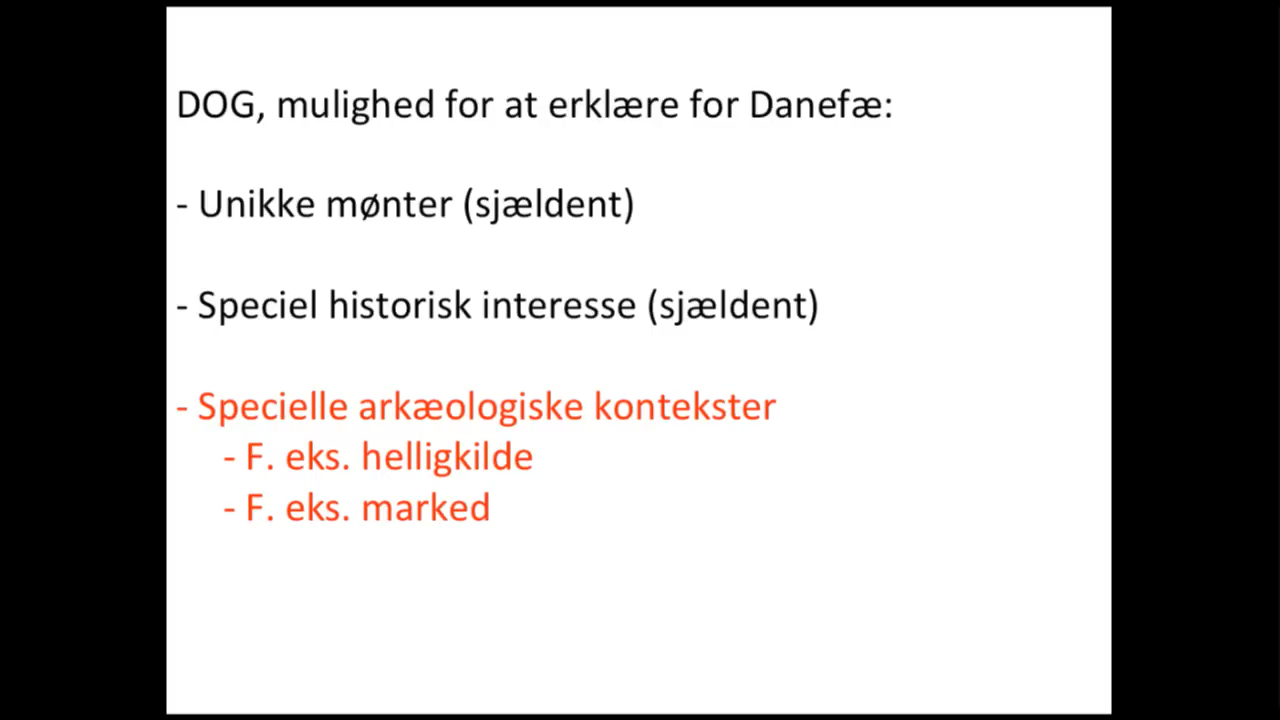 DOG, mulighed for at erklære for Danefæ:
- Unikke mønter (sjældent)
- Speciel historisk interesse (sjældent)
- Specielle arkæologiske kontekster
- F. eks. helligkilde
- F. eks. marked